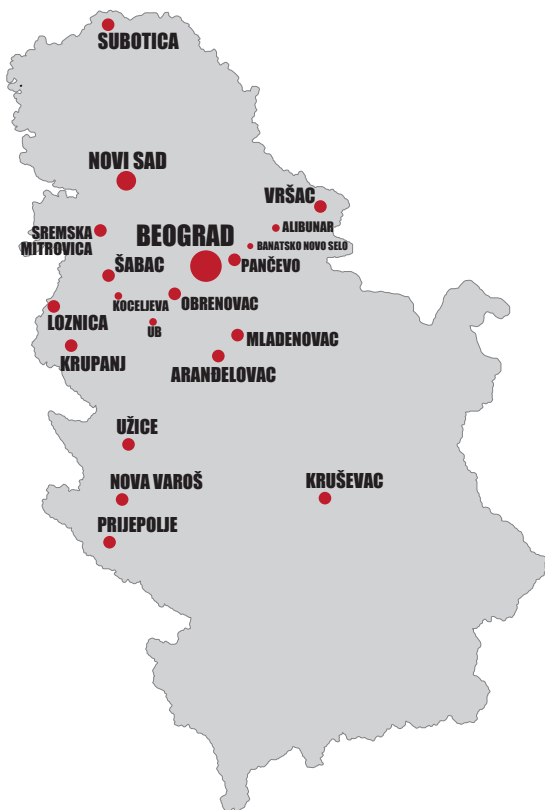 SUBOTICA
NOVI SAD
VRŠAC
ALIBUNAR
SREMSKA
MITROVICA
BEOGRAD
BANATSKO NOVO SELO
ŠABAC
PANČEVO
KOCELJEVA
OBRENOVAC
LOZNICA
UB
MLADENOVAC
KRUPANJ
ARANĐELOVAC
UŽICE
NOVA VAROŠ
KRUŠEVAC
PRIJEPOLJE